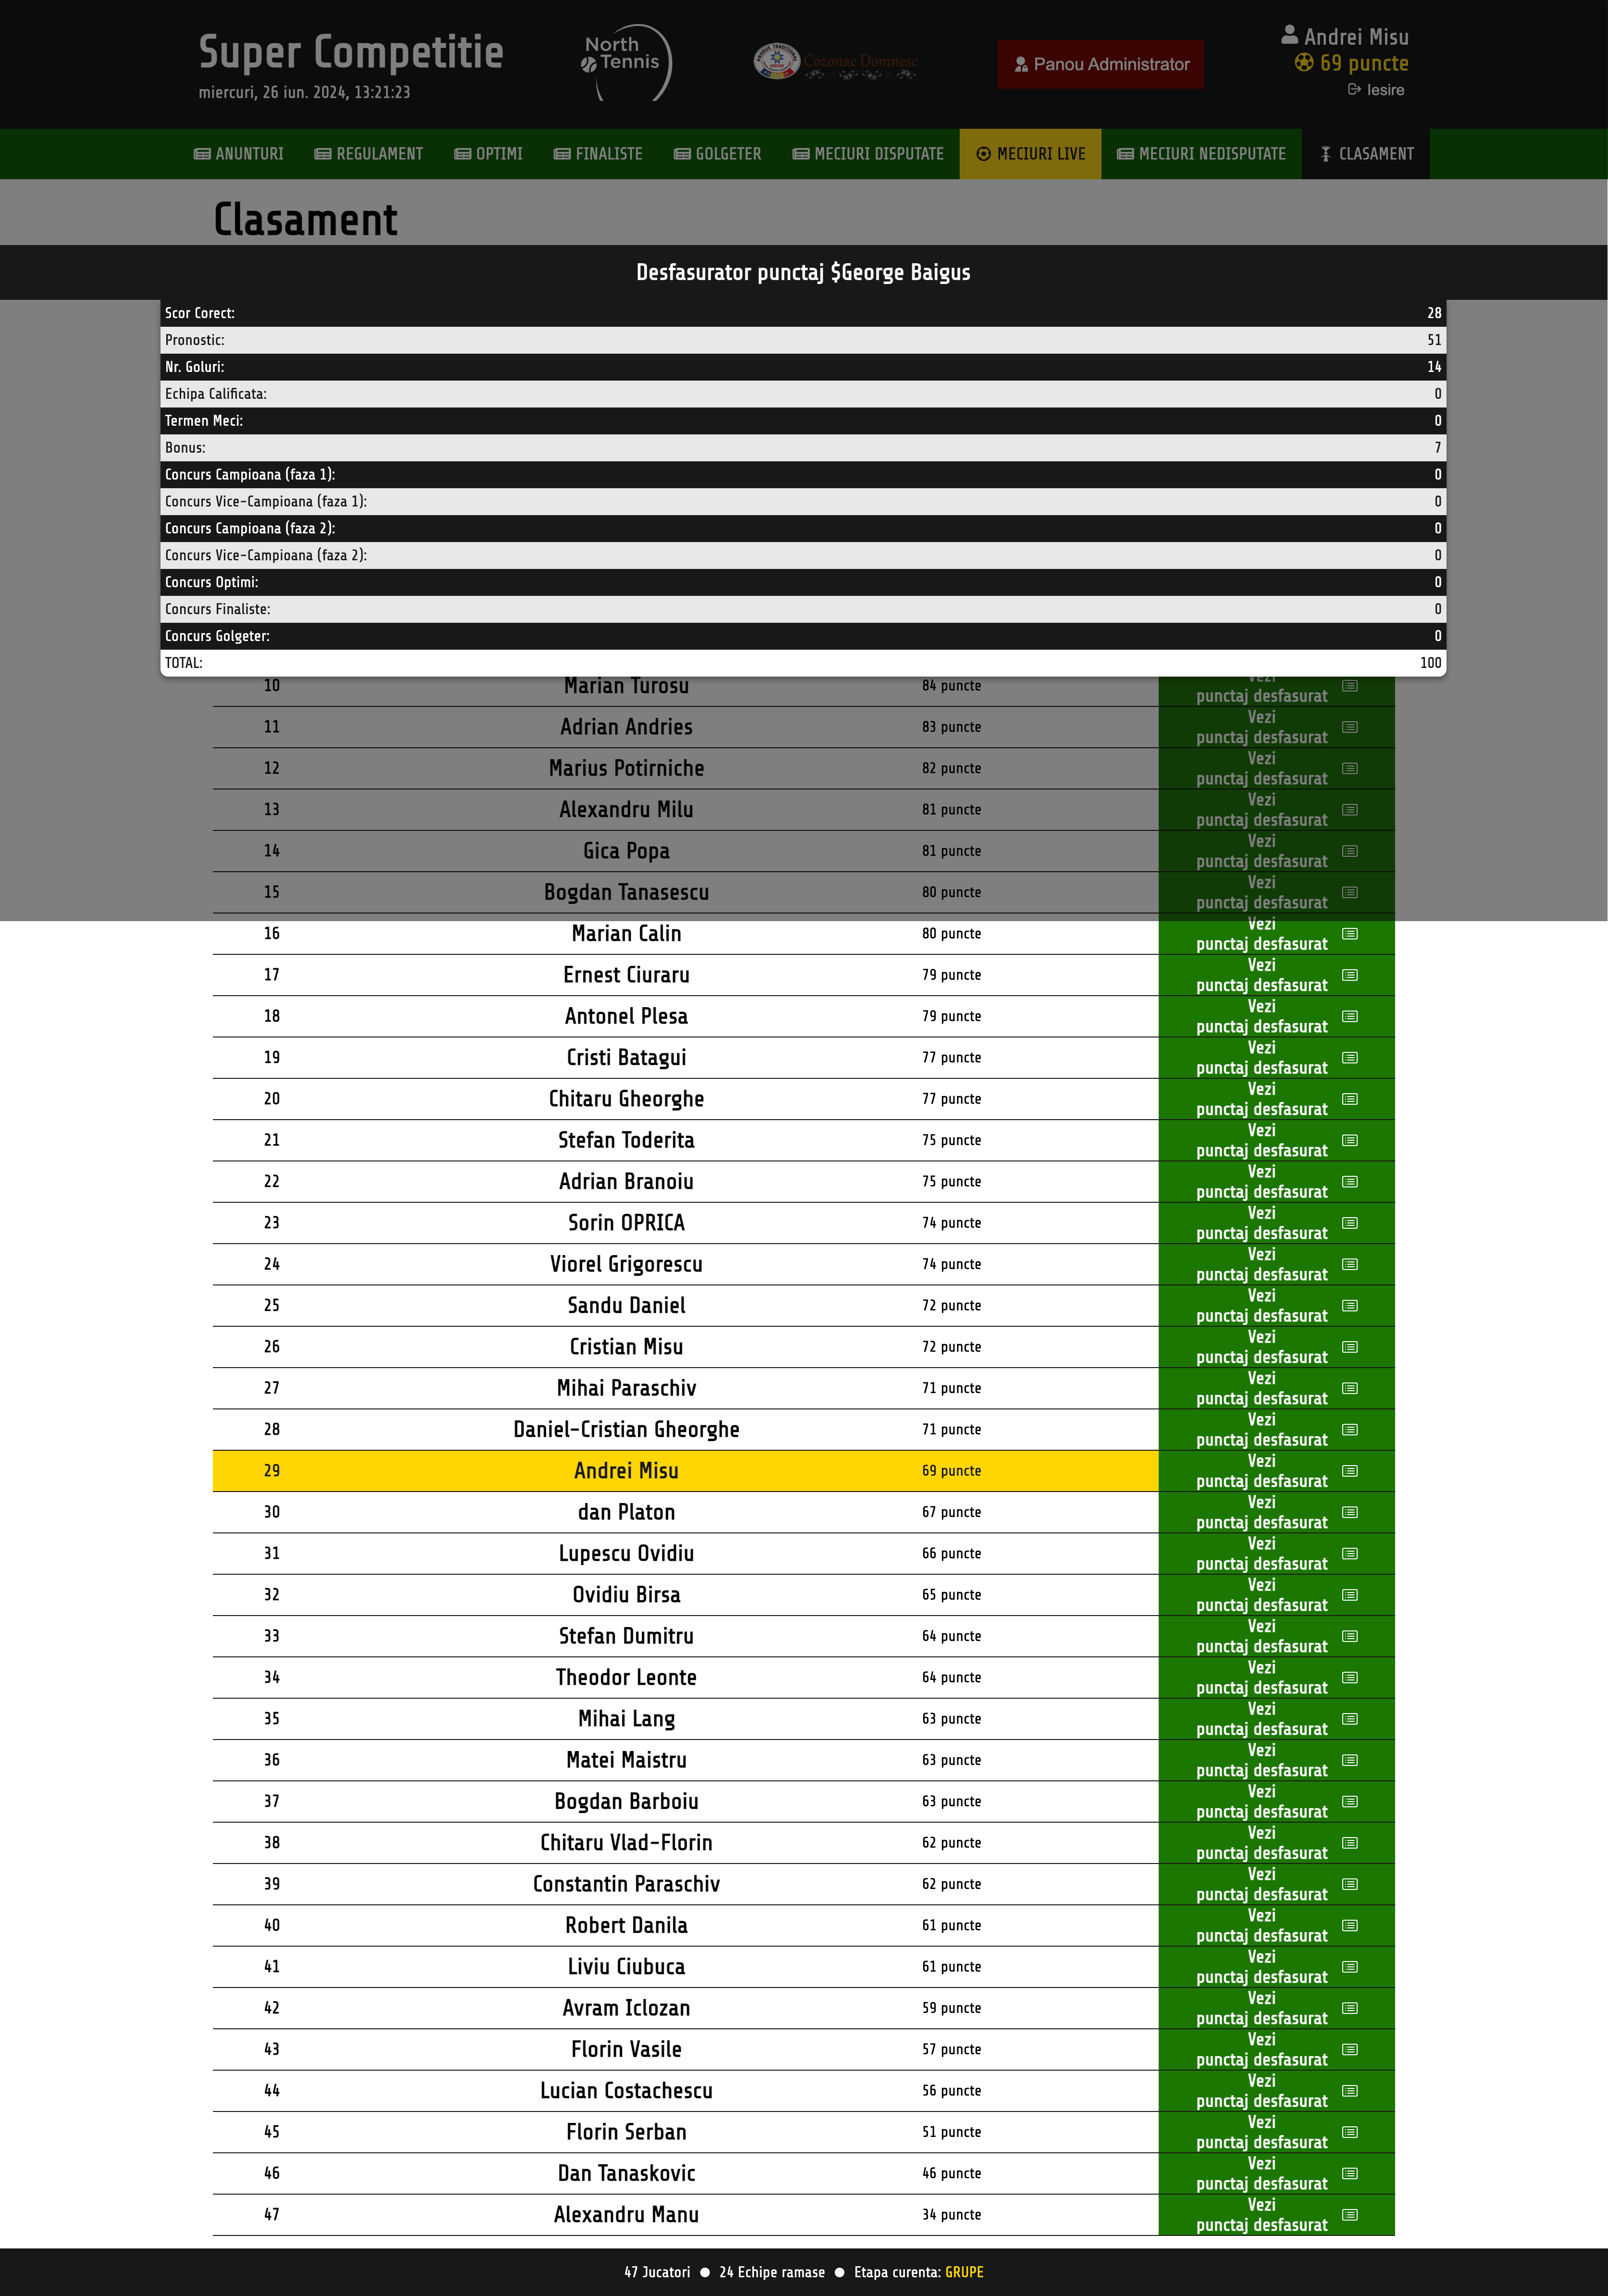 Super Competitie
miercuri, 26 iun. 2024, 13:21:23
North
Tennis
PRODUS TRADITIONAL
Cozonac Domnesc
Panou Administrator
Andrei Misu
69 puncte
Iesire
ANUNTURI REGULAMENT OPTIMI FINALISTE GOLGETER MECIURI DISPUTATE MECIURI LIVE MECIURI NEDISPUTATE CLASAMENT
Clasament
Desfasurator punctaj $George Baigus
Scor Corect: 28
Pronostic: 51
Nr. Goluri: 14
Echipa Calificata: 0
Termen Meci: 0
Bonus: 7
Concurs Campioana (faza 1): 0
Concurs Vice-Campioana (faza 1): 0
Concurs Campioana (faza 2): 0
Concurs Vice-Campioana (faza 2): 0
Concurs Optimi: 0
Concurs Finaliste: 0
Concurs Golgeter: 0
TOTAL: 100
10 Marian Turosu 84 puncte Vezi
punctaj desfasurat
11 Adrian Andries 83 puncte Vezi
punctaj desfasurat
12 Marius Potirniche 82 puncte Vezi
punctaj desfasurat
13 Alexandru Milu 81 puncte Vezi
punctaj desfasurat
14 Gica Popa 81 puncte Vezi
punctaj desfasurat
15 Bogdan Tanasescu 80 puncte Vezi
punctaj desfasurat
16 Marian Calin 80 puncte Vezi
punctaj desfasurat
17 Ernest Ciuraru 79 puncte Vezi
punctaj desfasurat
18 Antonel Plesa 79 puncte Vezi
punctaj desfasurat
19 Cristi Batagui 77 puncte Vezi
punctaj desfasurat
20 Chitaru Gheorghe 77 puncte Vezi
punctaj desfasurat
21 Stefan Toderita 75 puncte Vezi
punctaj desfasurat
22 Adrian Branoiu 75 puncte Vezi
punctaj desfasurat
23 Sorin OPRICA 74 puncte Vezi
punctaj desfasurat
24 Viorel Grigorescu 74 puncte Vezi
punctaj desfasurat
25 Sandu Daniel 72 puncte Vezi
punctaj desfasurat
26 Cristian Misu 72 puncte Vezi
punctaj desfasurat
27 Mihai Paraschiv 71 puncte Vezi
punctaj desfasurat
28 Daniel-Cristian Gheorghe 71 puncte Vezi
punctaj desfasurat
29 Andrei Misu 69 puncte Vezi
punctaj desfasurat
30 dan Platon 67 puncte Vezi
punctaj desfasurat
31 Lupescu Ovidiu 66 puncte Vezi
punctaj desfasurat
32 Ovidiu Birsa 65 puncte Vezi
punctaj desfasurat
33 Stefan Dumitru 64 puncte Vezi
punctaj desfasurat
34 Theodor Leonte 64 puncte Vezi
punctaj desfasurat
35 Mihai Lang 63 puncte Vezi
punctaj desfasurat
36 Matei Maistru 63 puncte Vezi
punctaj desfasurat
37 Bogdan Barboiu 63 puncte Vezi
punctaj desfasurat
38 Chitaru Vlad-Florin 62 puncte Vezi
punctaj desfasurat
39 Constantin Paraschiv 62 puncte Vezi
punctaj desfasurat
40 Robert Danila 61 puncte Vezi
punctaj desfasurat
41 Liviu Ciubuca 61 puncte Vezi
punctaj desfasurat
42 Avram Iclozan 59 puncte Vezi
punctaj desfasurat
43 Florin Vasile 57 puncte Vezi
punctaj desfasurat
44 Lucian Costachescu 56 puncte Vezi
punctaj desfasurat
45 Florin Serban 51 puncte Vezi
punctaj desfasurat
46 Dan Tanaskovic 46 puncte Vezi
punctaj desfasurat
47 Alexandru Manu 34 puncte Vezi
punctaj desfasurat
47 Jucatori ● 24 Echipe ramase ● Etapa curenta: GRUPE